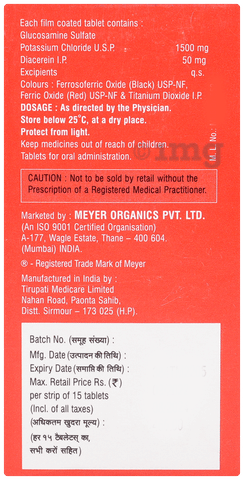 Each film coated tablet contains :
Glucosamine Sulfate
Potassium Chloride U.S.P. 1500 mg
Diacerein I.P. 50 mg
Excipients q.s.
Colours : Ferrosoferric Oxide (Black) USP-NF,
Ferric Oxide (Red) USP-NF & Titanium Dioxide I.P.
DOSAGE : As directed by the Physician.
Store below 25°C, at a dry place.
Protect from light.
Keep medicines out of reach of children.
Tablets for oral administration.
M. L. No.:
CAUTION : Not to be sold by retail without the
Prescription of a Registered Medical Practitioner.
Marketed by : MEYER ORGANICS PVT. LTD.
(An ISO 9001 Certified Organisation)
A-177, Wagle Estate, Thane – 400 604.
(Mumbai) INDIA.
® - Registered Trade Mark of Meyer
Manufactured in India by :
Tirupati Medicare Limited
Nahan Road, Paonta Sahib,
Distt. Sirmour – 173 025 (H.P.)
Batch No. (समूह संख्या) :
Mfg. Date (उत्पादन की तिथि) :
Expiry Date (समाप्ति की तिथि) :
Max. Retail Price Rs. (₹)
per strip of 15 tablets
(Incl. of all taxes)
(अधिकतम खुदरा मूल्य) :
(हर १५ टैबलेटस् का,
सभी करों सहित)